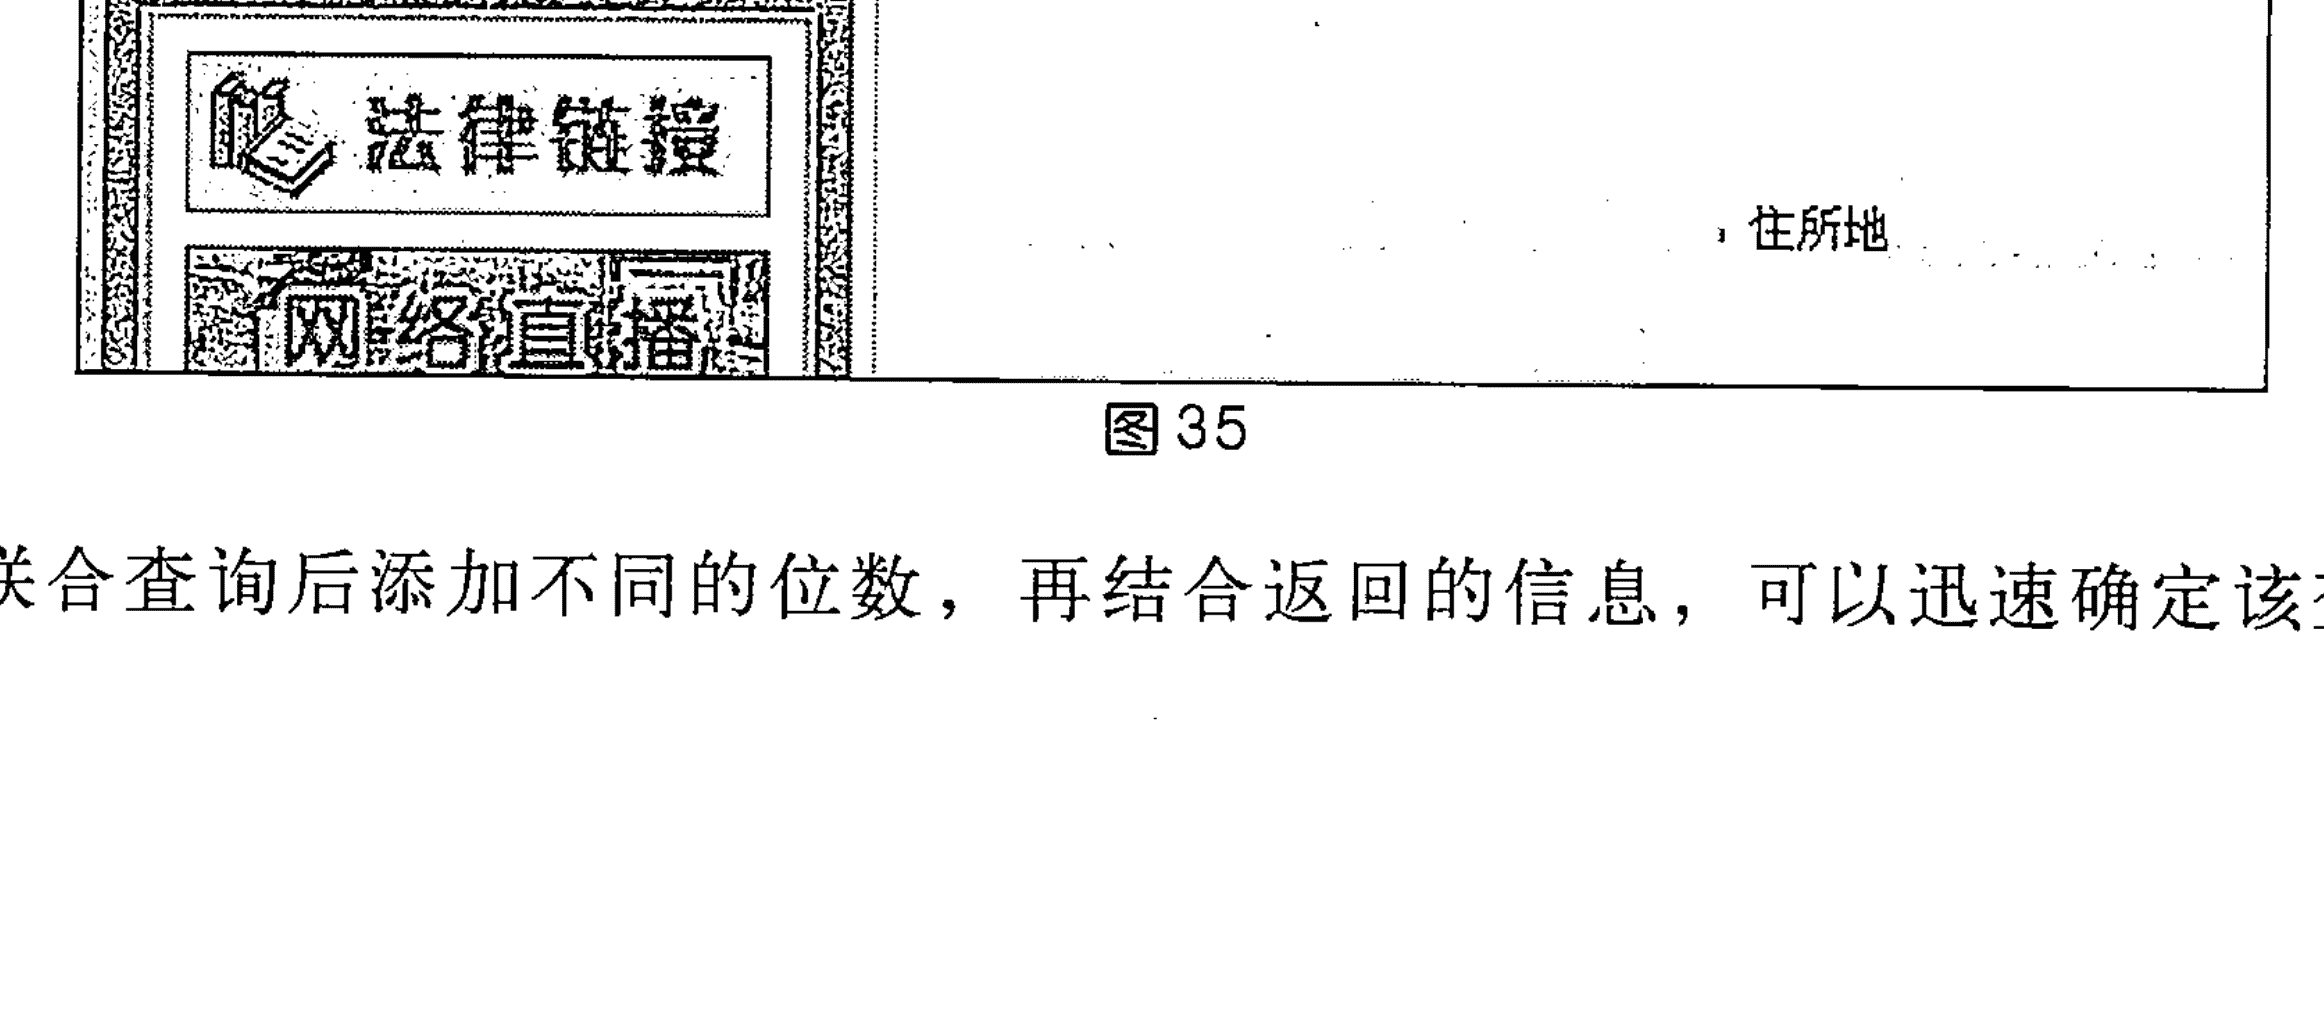 法律链接
，住所地
网络直播
图35
联合查询后添加不同的位数，再结合返回的信息，可以迅速确定该